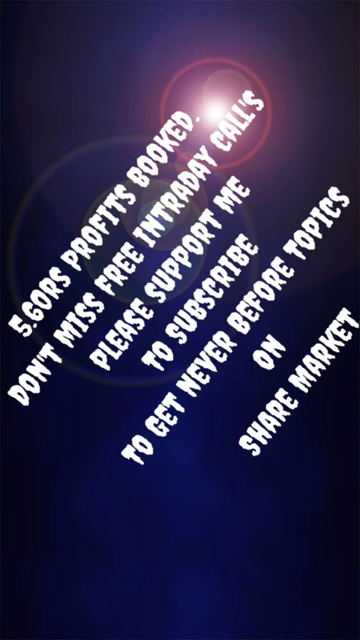 5.60RS PROFITS BOOKED.
DON'T MISS FREE INTRADAY CALL'S
PLEASE SUPPORT ME
TO SUBSCRIBE
TO GET NEVER BEFORE TOPICS
ON
SHARE MARKET